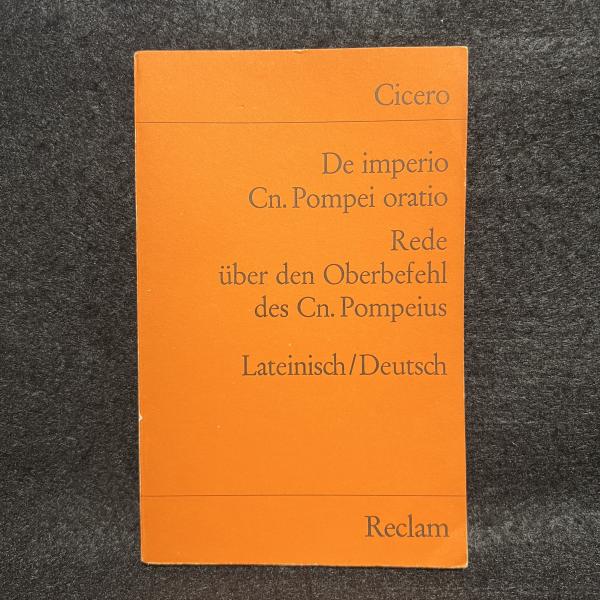 Cicero
De imperio
Cn. Pompei oratio
Rede
über den Oberbefehl
des Cn. Pompeius
Lateinisch/Deutsch
Reclam